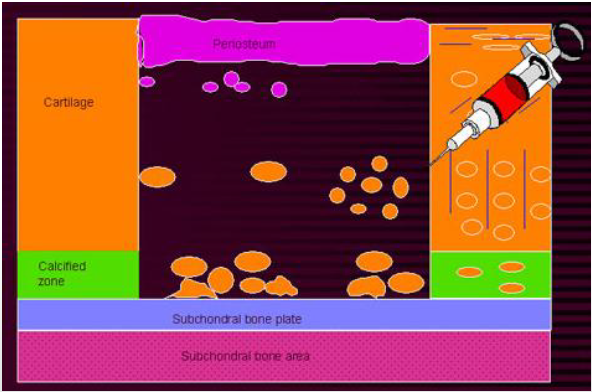 Periosteum
Cartilage
Calcified
zone
Subchondral bone plate
Subchondral bone area